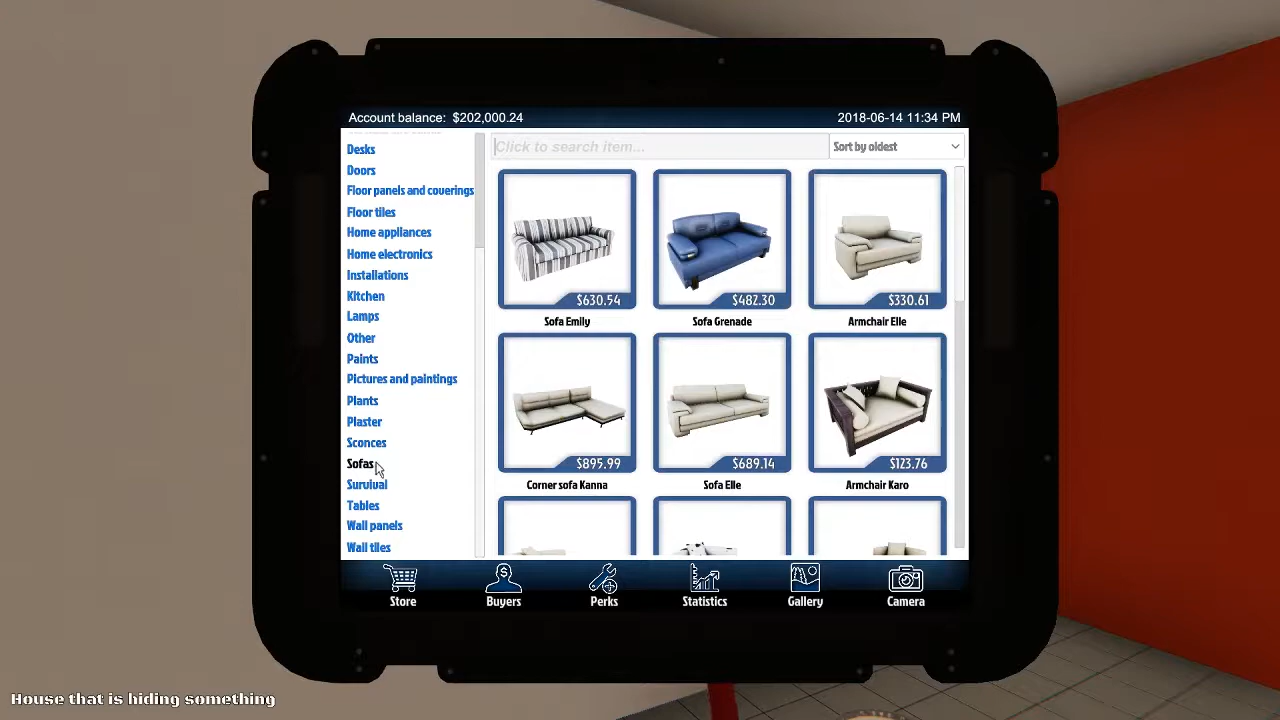 Account balance: $202,000.24
2018-06-14 11:34 PM
Desks
Doors
Floor panels and coverings
Floor tiles
Home appliances
Home electronics
Installations
Kitchen
Lamps
Other
Paints
Pictures and paintings
Plants
Plaster
Sconces
Sofas
Survival
Tables
Wall panels
Wall tiles
Click to search item...
Sort by oldest
$630.54
$482.30
$330.61
Sofa Emily
Sofa Grenade
Armchair Elle
$895.99
$689.14
$123.76
Corner sofa Kanna
Sofa Elle
Armchair Karo
Store
Buyers
Perks
Statistics
Gallery
Camera
House that is hiding something